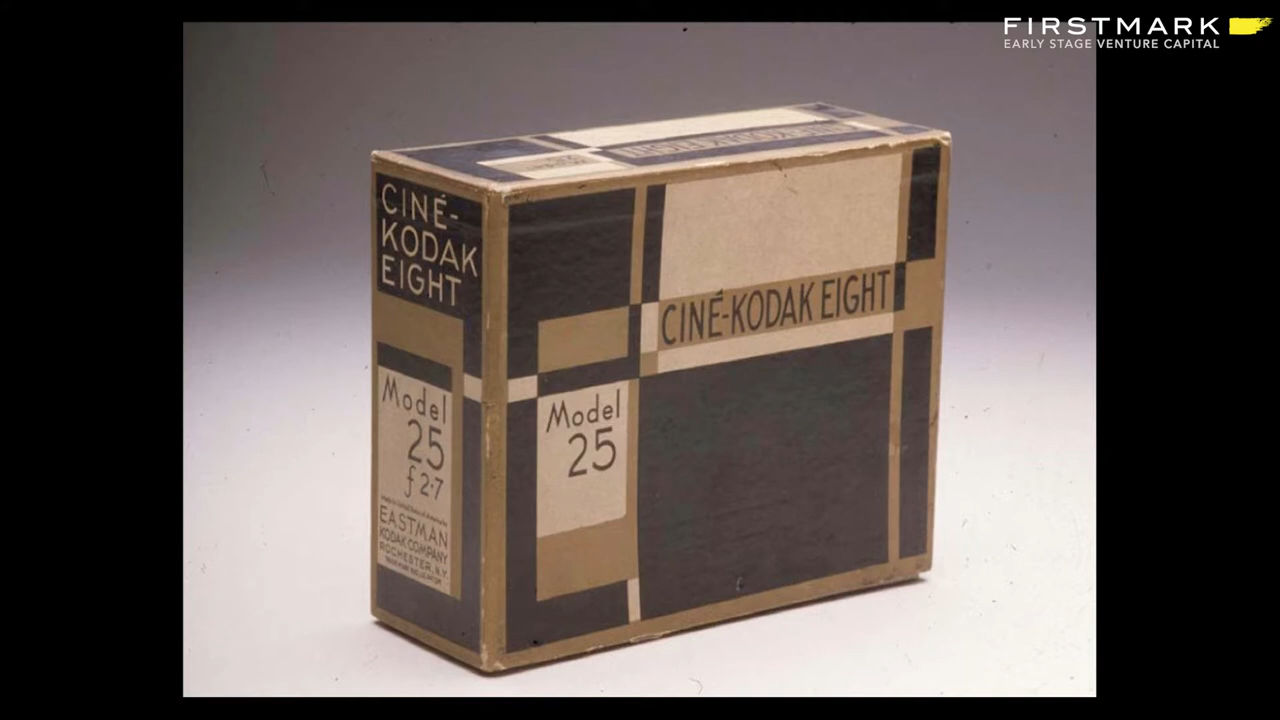 FIRSTMARK
EARLY STAGE VENTURE CAPITAL
CINÉ-
KODAK
EIGHT
Model
25
f 2·7
EASTMAN
KODAK COMPANY
ROCHESTER, N.Y.
CINÉ-KODAK EIGHT
Model
25